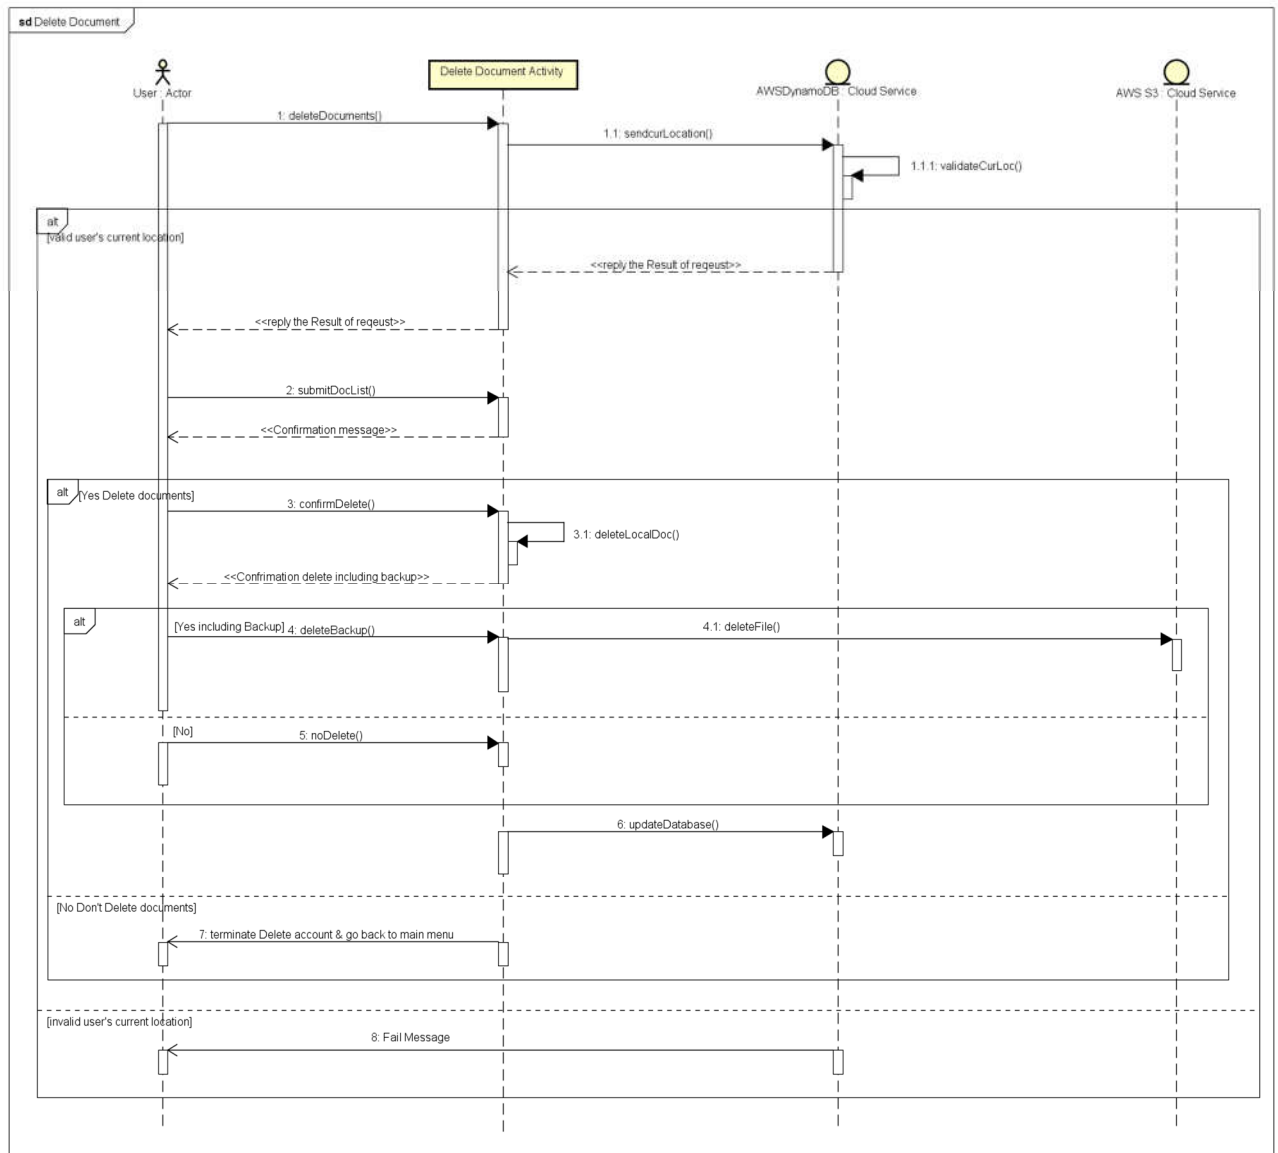 sd Delete Document
User : Actor
Delete Document Activity
AWSDynamoDB : Cloud Service
AWS S3 : Cloud Service
1: deleteDocuments()
1.1: sendcurLocation()
1.1.1: validateCurLoc()
alt
[valid user's current location]
<<reply the Result of reqeust>>
<<reply the Result of reqeust>>
2: submitDocList()
<<Confirmation message>>
alt
[Yes Delete documents]
3: confirmDelete()
3.1: deleteLocalDoc()
<<Confrimation delete including backup>>
alt
[Yes including Backup]
4: deleteBackup()
4.1: deleteFile()
[No]
5: noDelete()
6: updateDatabase()
[No Don't Delete documents]
7: terminate Delete account & go back to main menu
[invalid user's current location]
8: Fail Message